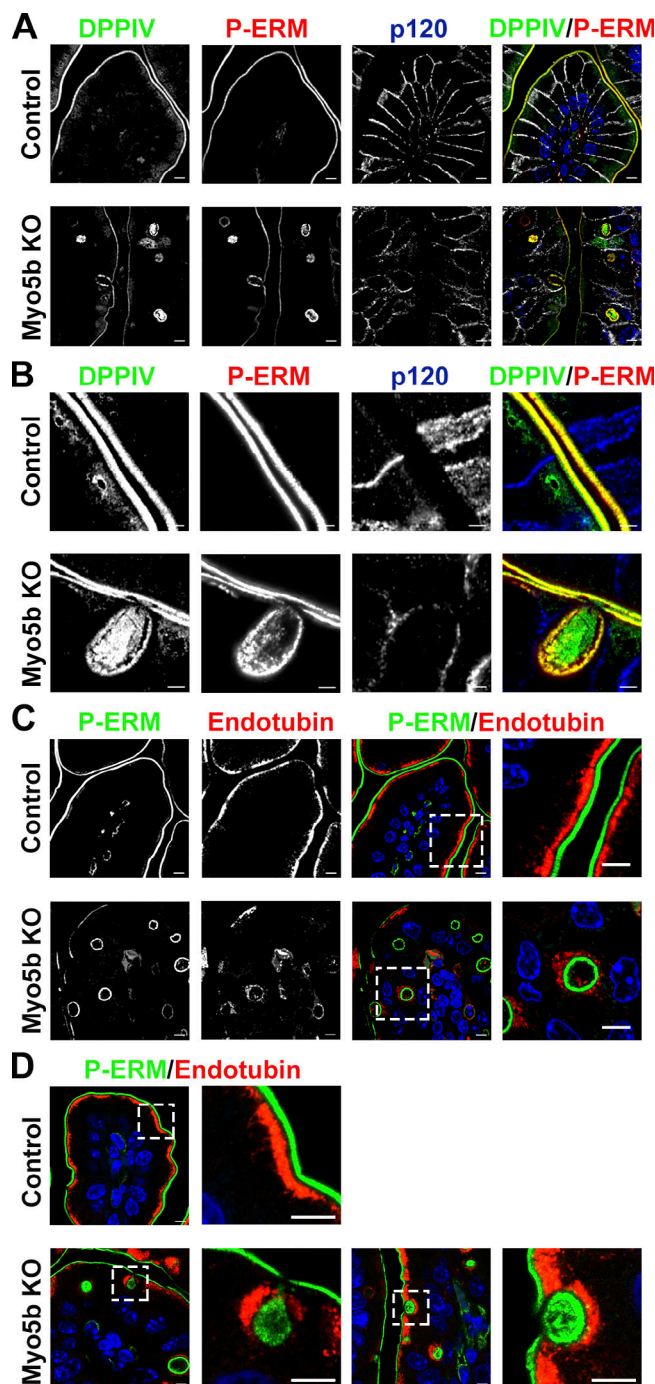 A
DPPIV P-ERM p120 DPPIV/P-ERM
Control
Myo5b KO
B
DPPIV P-ERM p120 DPPIV/P-ERM
Control
Myo5b KO
C
P-ERM Endotubin P-ERM/Endotubin
Control
Myo5b KO
D
P-ERM/Endotubin
Control
Myo5b KO